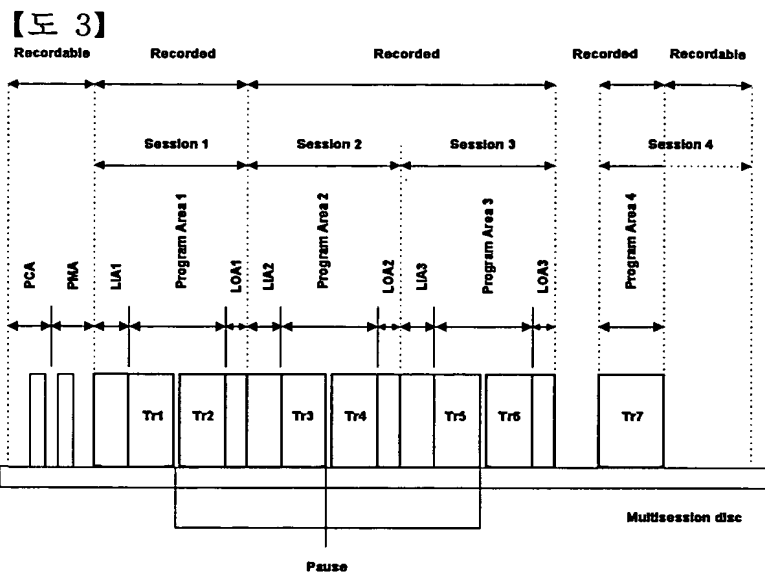 【도 3】
Recordable Recorded Recorded Recorded Recordable
Session 1 Session 2 Session 3 Session 4
PCA PMA LIA1 Program Area 1 LOA1 LIA2 Program Area 2 LOA2 LIA3 Program Area 3 LOA3 Program Area 4
Tr1 Tr2 Tr3 Tr4 Tr5 Tr6 Tr7
Multisession disc
Pause